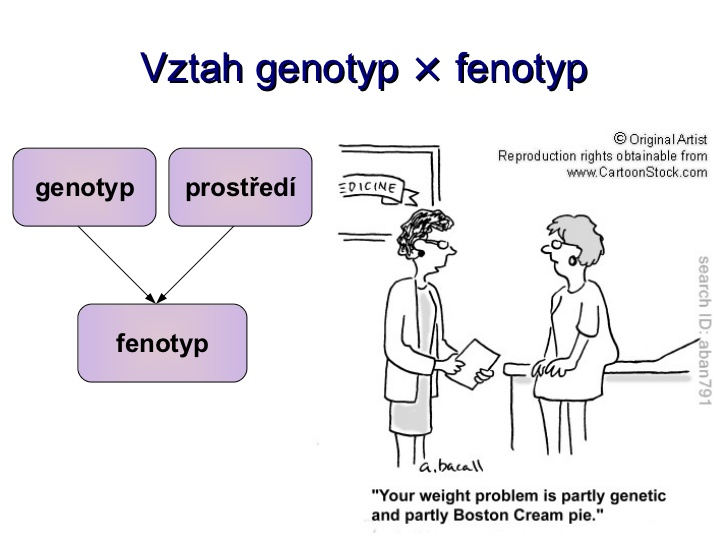 Vztah genotyp × fenotyp
genotyp
prostředí
fenotyp
© Original Artist
Reproduction rights obtainable from
www.CartoonStock.com
EDICINE
search ID: aban791
a.bacall
"Your weight problem is partly genetic
and partly Boston Cream pie."